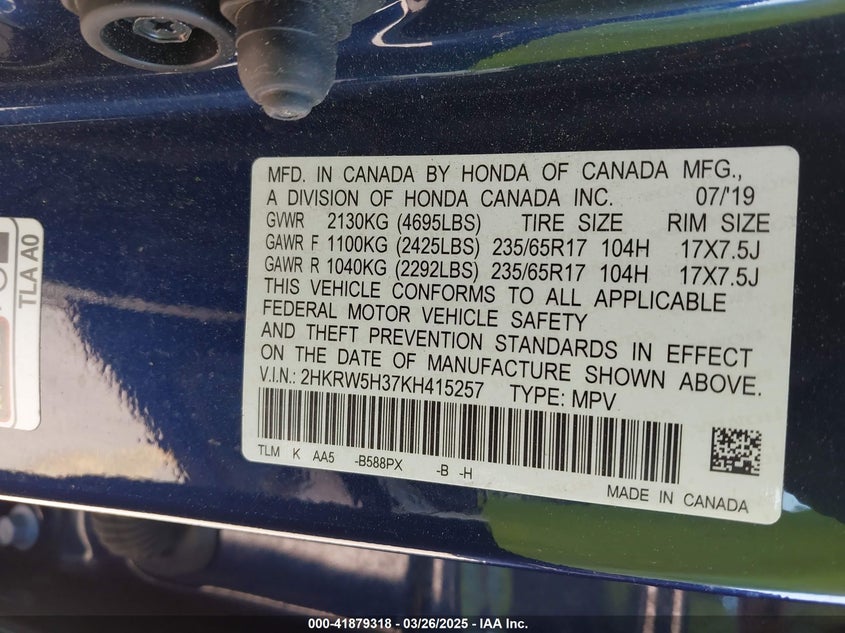 MFD. IN CANADA BY HONDA OF CANADA MFG.,
A DIVISION OF HONDA CANADA INC. 07/'19
GVWR 2130KG (4695LBS) TIRE SIZE RIM SIZE
GAWR F 1100KG (2425LBS) 235/65R17 104H 17X7.5J
GAWR R 1040KG (2292LBS) 235/65R17 104H 17X7.5J
THIS VEHICLE CONFORMS TO ALL APPLICABLE
FEDERAL MOTOR VEHICLE SAFETY
AND THEFT PREVENTION STANDARDS IN EFFECT
ON THE DATE OF MANUFACTURE SHOWN ABOVE.
V.I.N.: 2HKRW5H37KH415257 TYPE: MPV
TLM K AA5 -B588PX -B -H
MADE IN CANADA
TLA A0
000-41879318 - 03/26/2025 - IAA Inc.